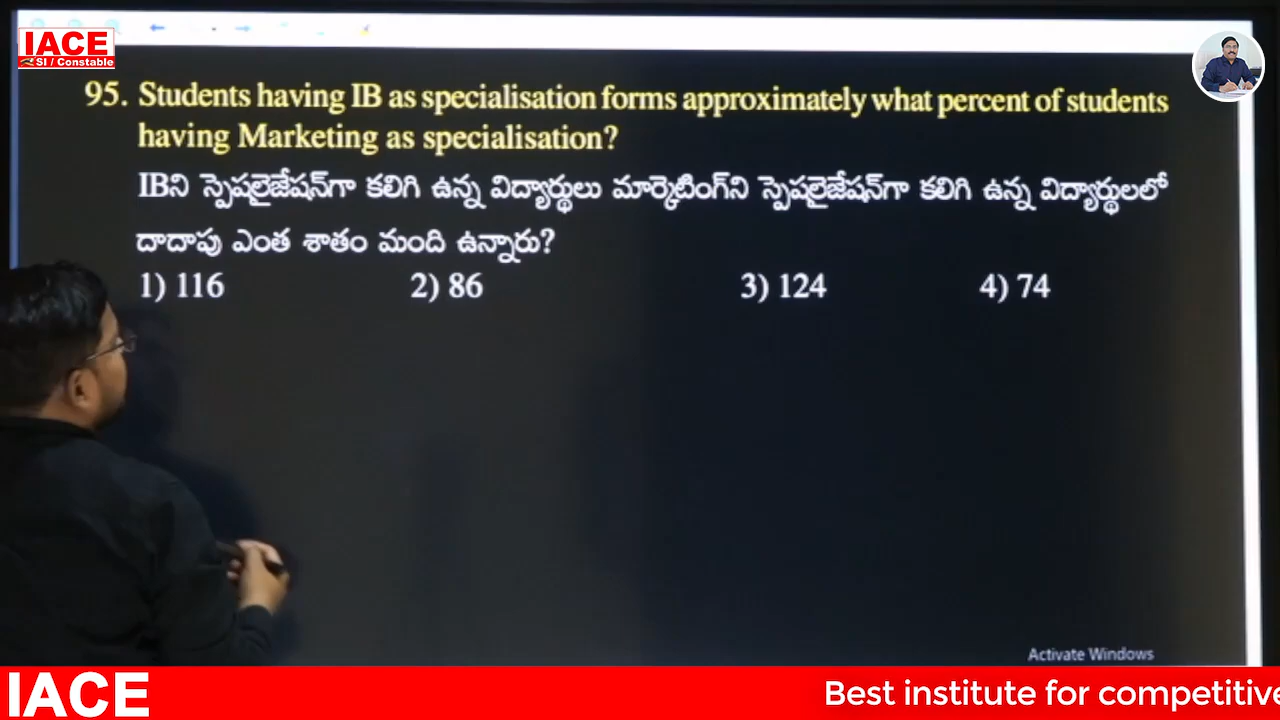 IACE
SI / Constable
95. Students having IB as specialisation forms approximately what percent of students
having Marketing as specialisation?
IBని స్పెషలైజేషన్‌గా కలిగి ఉన్న విద్యార్థులు మార్కెటింగ్‌ని స్పెషలైజేషన్‌గా కలిగి ఉన్న విద్యార్థులలో
దాదాపు ఎంత శాతం మంది ఉన్నారు?
1) 116 2) 86 3) 124 4) 74
Activate Windows
IACE Best institute for competitive